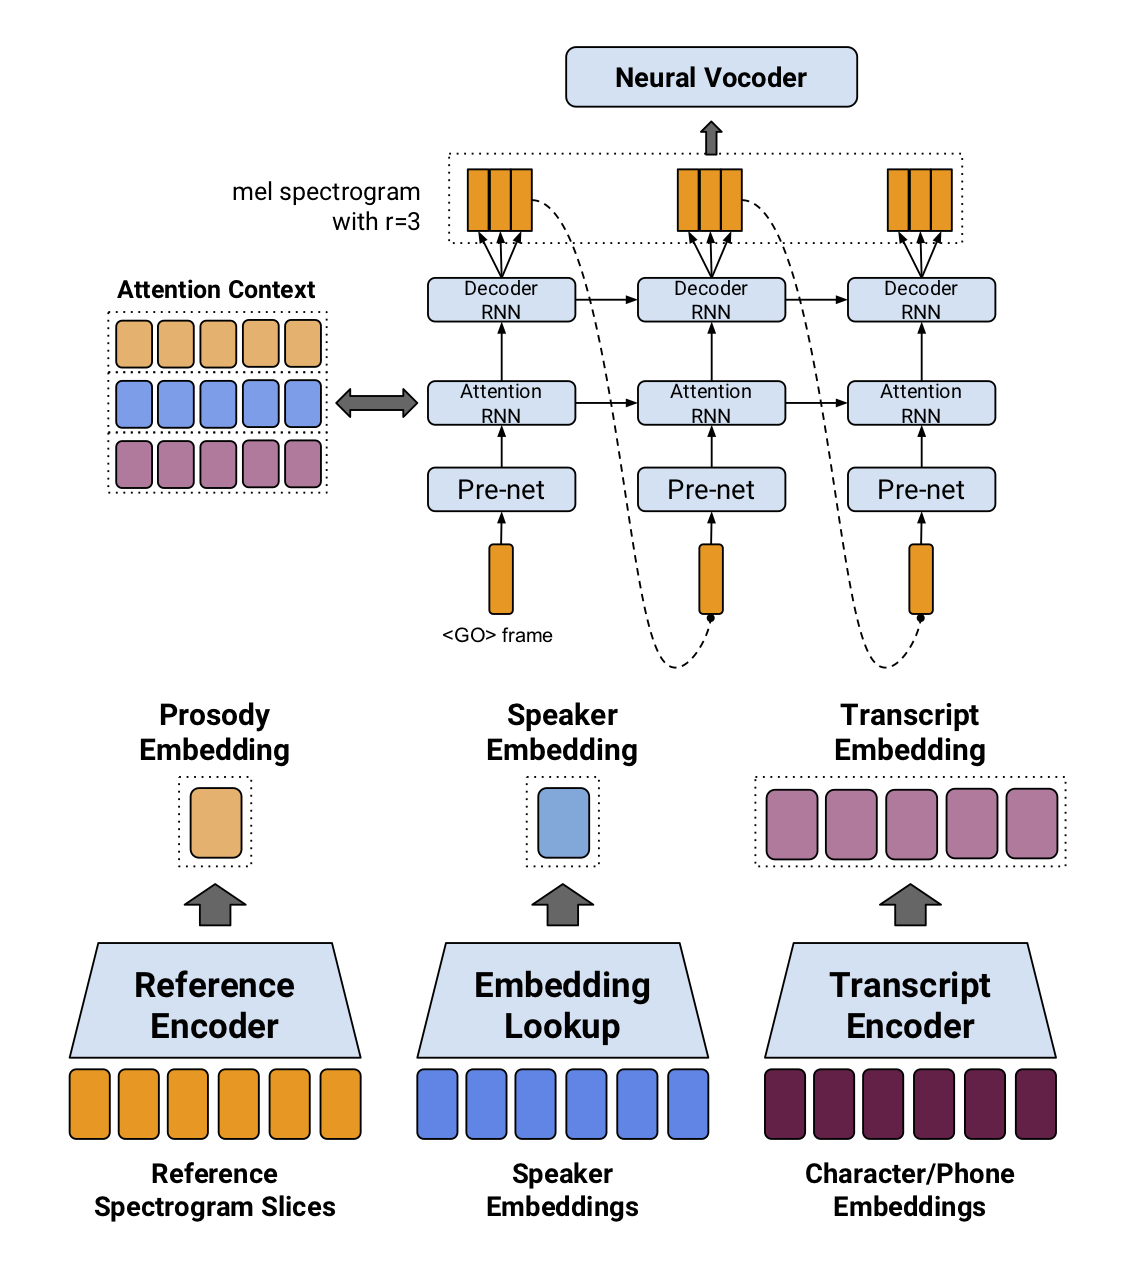 Neural Vocoder
mel spectrogram
with r=3
Decoder
RNN
Decoder
RNN
Decoder
RNN
Attention Context
Attention
RNN
Attention
RNN
Attention
RNN
Pre-net
Pre-net
Pre-net
<GO> frame
Prosody
Embedding
Speaker
Embedding
Transcript
Embedding
Reference
Encoder
Embedding
Lookup
Transcript
Encoder
Reference
Spectrogram Slices
Speaker
Embeddings
Character/Phone
Embeddings